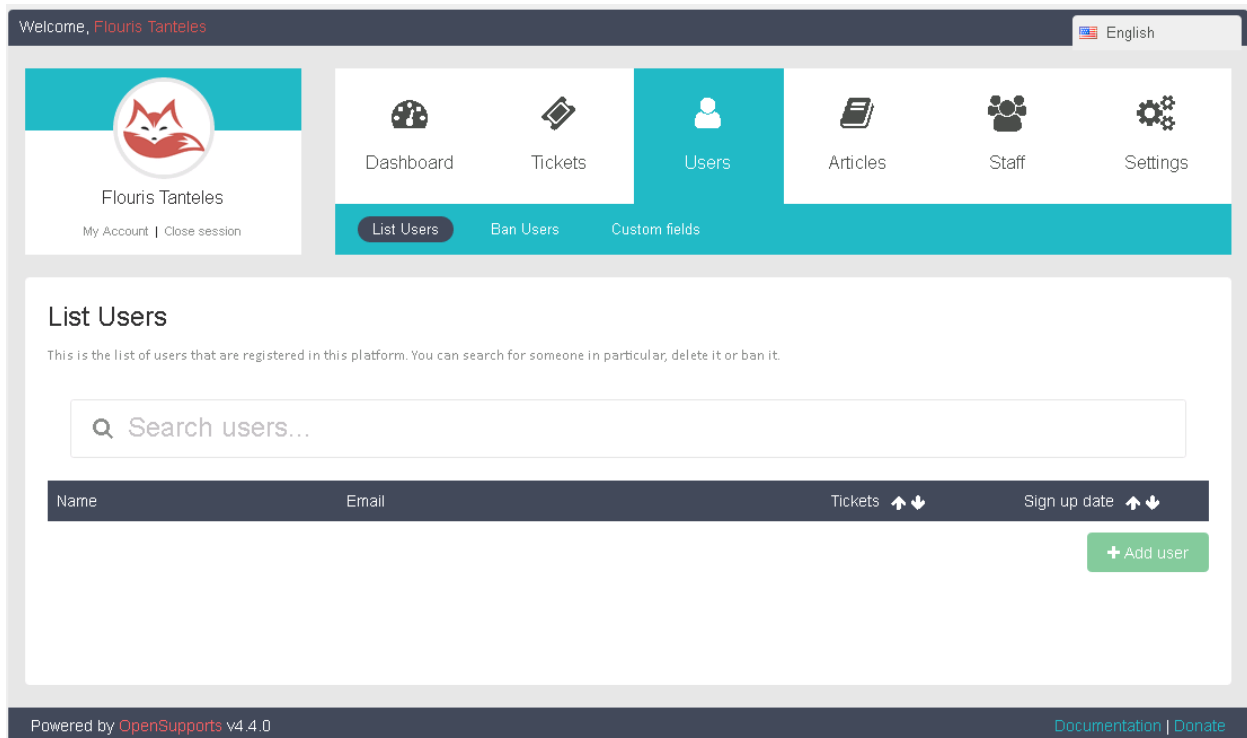 Welcome, Flouris Tanteles
English
Flouris Tanteles
My Account | Close session
Dashboard
Tickets
Users
Articles
Staff
Settings
List Users
Ban Users
Custom fields
List Users
This is the list of users that are registered in this platform. You can search for someone in particular, delete it or ban it.
Search users...
Name Email Tickets Sign up date
+ Add user
Powered by OpenSupports v4.4.0
Documentation | Donate